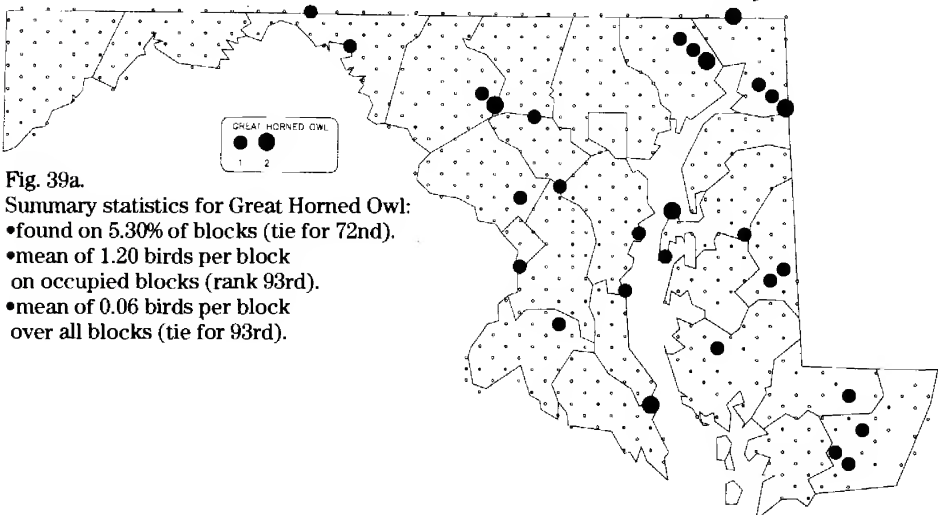 GREAT HORNED OWL
1 2
Fig. 39a.
Summary statistics for Great Horned Owl:
•found on 5.30% of blocks (tie for 72nd).
•mean of 1.20 birds per block
on occupied blocks (rank 93rd).
•mean of 0.06 birds per block
over all blocks (tie for 93rd).